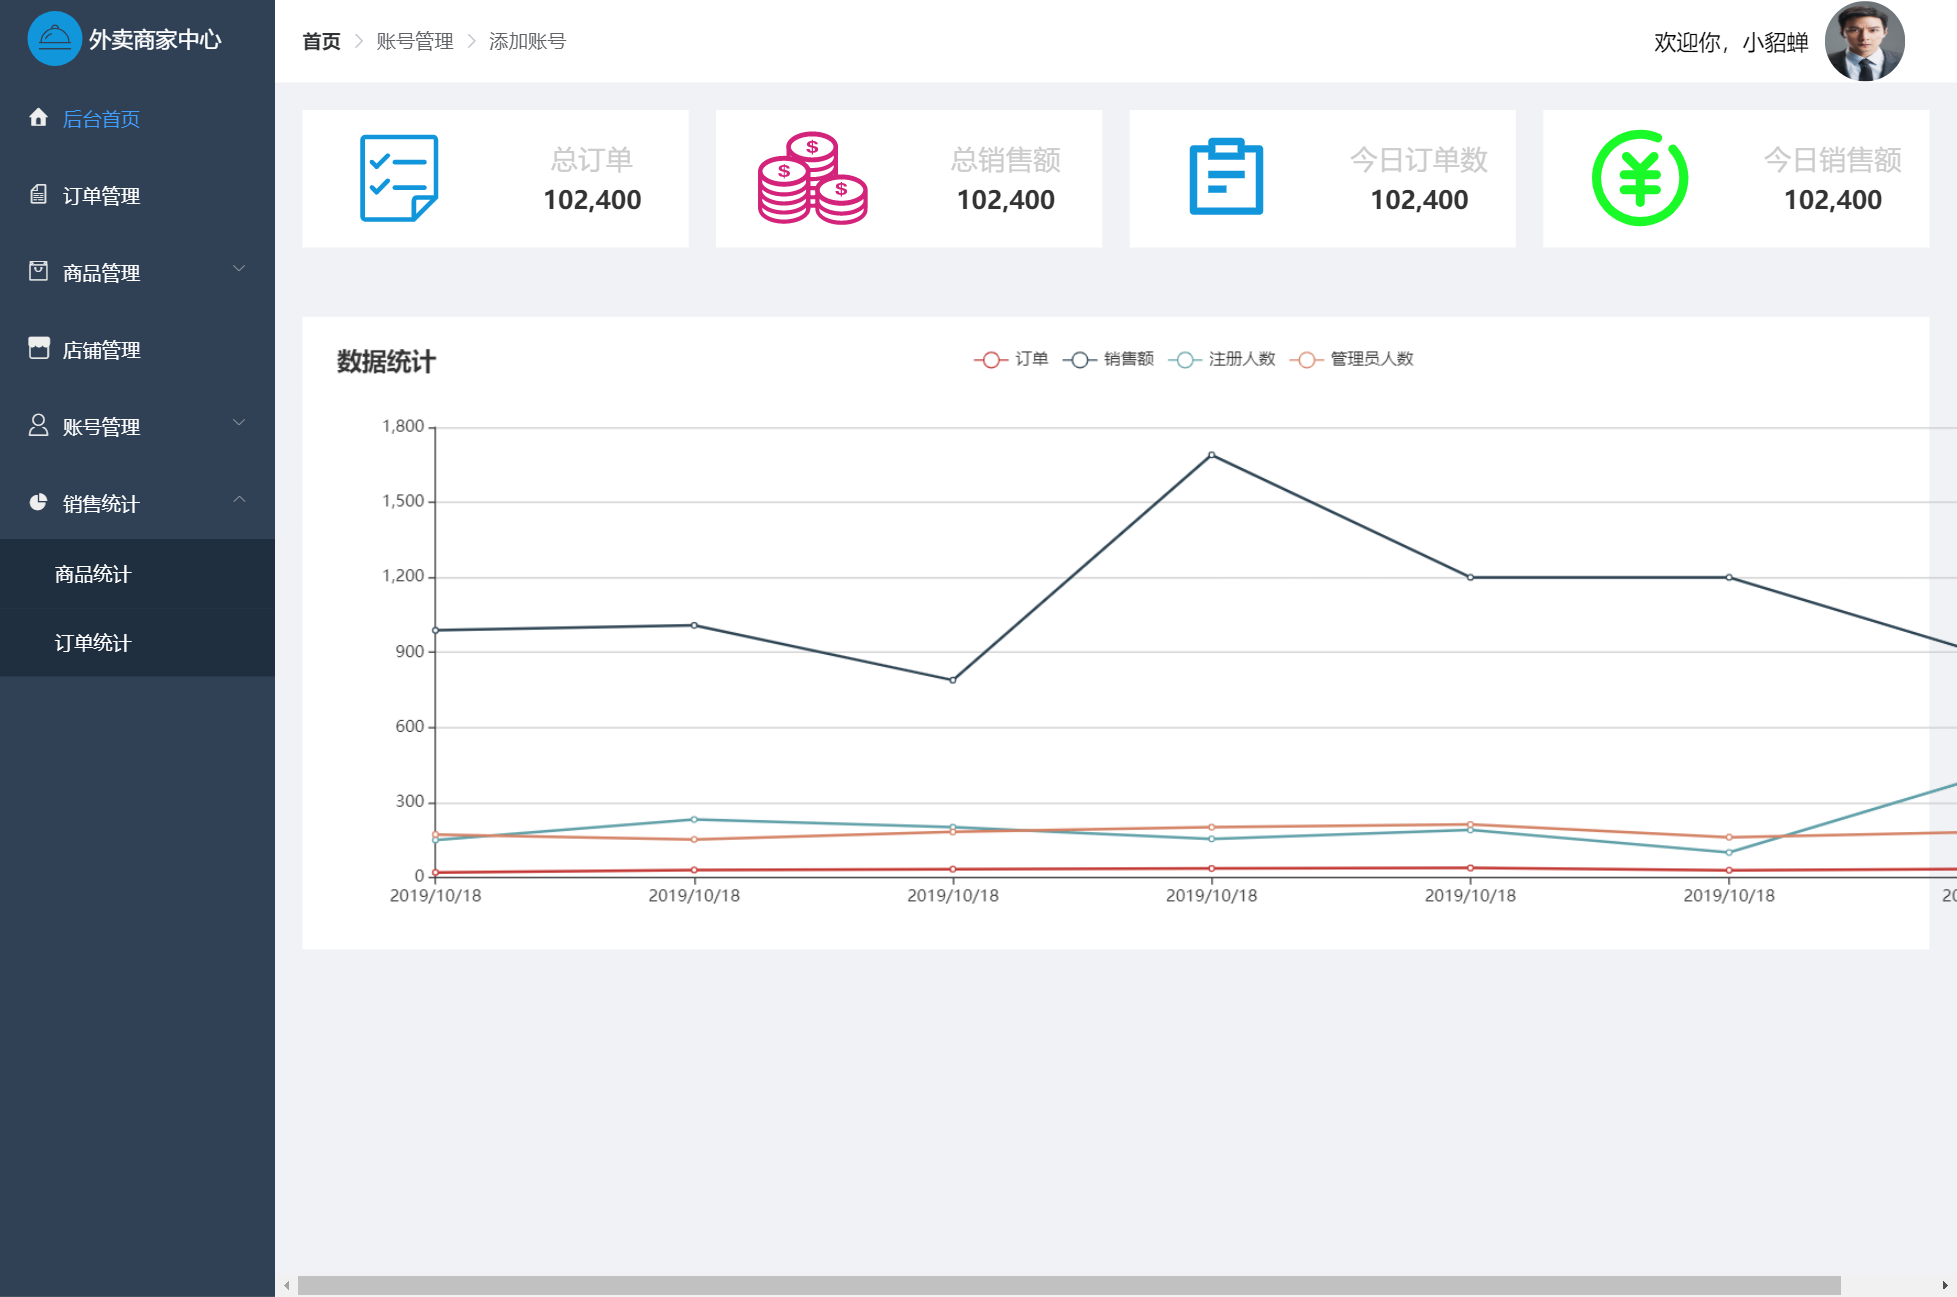 外卖商家中心
后台首页
订单管理
商品管理
店铺管理
账号管理
销售统计
商品统计
订单统计
首页 账号管理 添加账号
欢迎你，小貂蝉
总订单
102,400
总销售额
102,400
今日订单数
102,400
今日销售额
102,400
数据统计
订单 销售额 注册人数 管理员人数
1,800
1,500
1,200
900
600
300
0
2019/10/18 2019/10/18 2019/10/18 2019/10/18 2019/10/18 2019/10/18 20